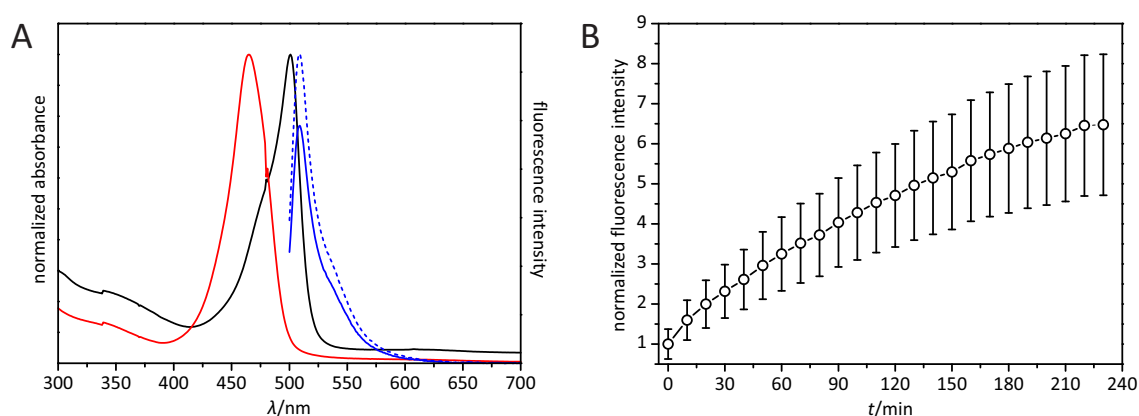 A
normalized absorbance
fluorescence intensity
300 350 400 450 500 550 600 650 700
λ/nm
B
normalized fluorescence intensity
9
8
7
6
5
4
3
2
1
0 30 60 90 120 150 180 210 240
t/min